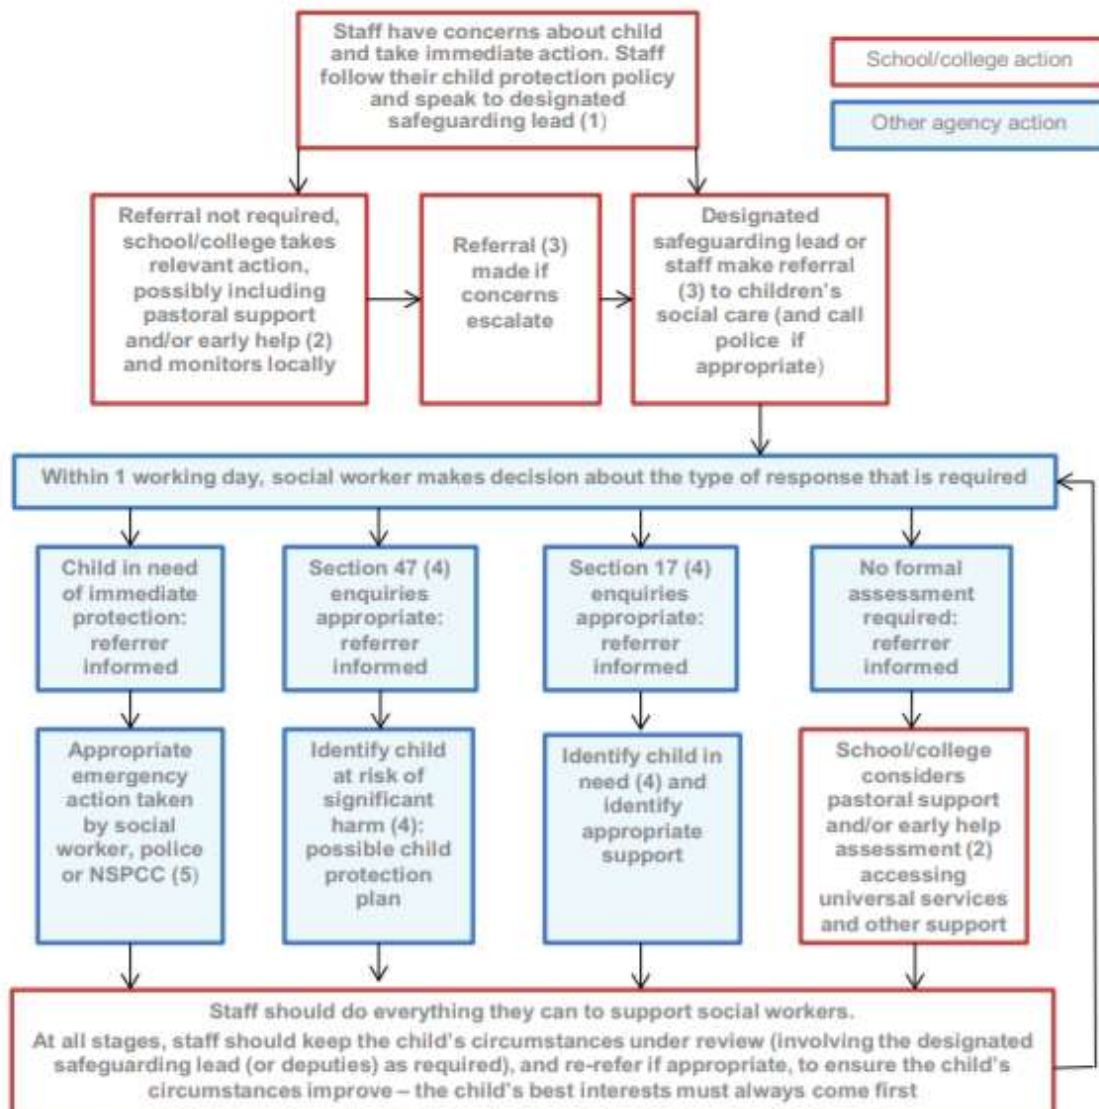 Staff have concerns about child
and take immediate action. Staff
follow their child protection policy
and speak to designated
safeguarding lead (1)
School/college action
Other agency action
Referral not required,
school/college takes
relevant action,
possibly including
pastoral support
and/or early help (2)
and monitors locally
Referral (3)
made if
concerns
escalate
Designated
safeguarding lead or
staff make referral
(3) to children's
social care (and call
police if
appropriate)
Within 1 working day, social worker makes decision about the type of response that is required
Child in need
of immediate
protection:
referrer
informed
Section 47 (4)
enquiries
appropriate:
referrer
informed
Section 17 (4)
enquiries
appropriate:
referrer
informed
No formal
assessment
required:
referrer
informed
Appropriate
emergency
action taken
by social
worker, police
or NSPCC (5)
Identify child
at risk of
significant
harm (4):
possible child
protection
plan
Identify child in
need (4) and
identify
appropriate
support
School/college
considers
pastoral support
and/or early help
assessment (2)
accessing
universal services
and other support
Staff should do everything they can to support social workers.
At all stages, staff should keep the child's circumstances under review (involving the designated
safeguarding lead (or deputies) as required), and re-refer if appropriate, to ensure the child's
circumstances improve – the child's best interests must always come first